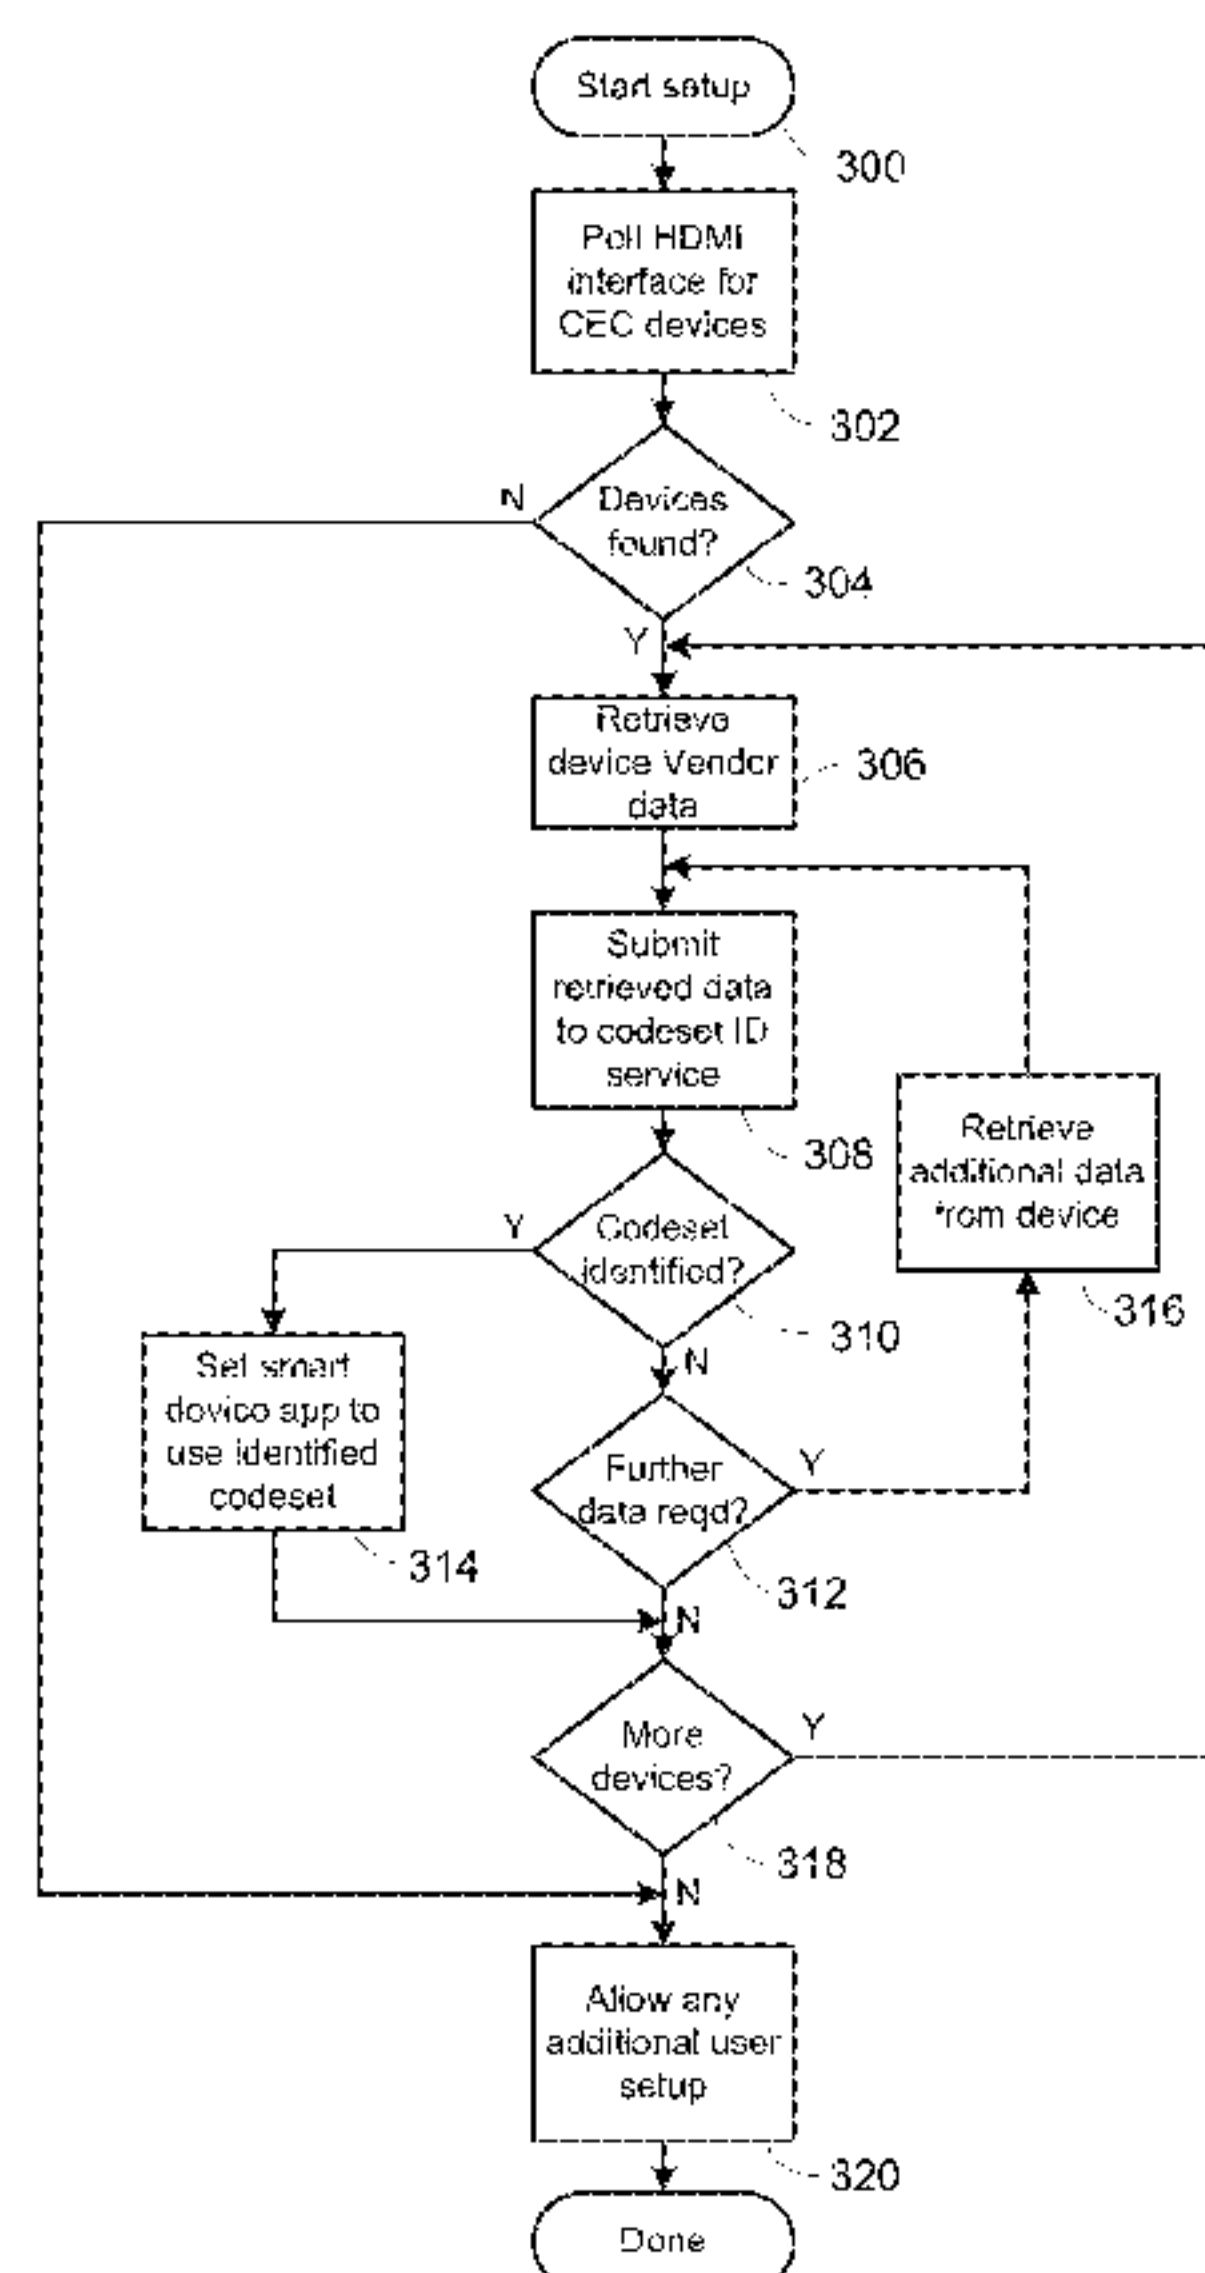 Start setup
300
Poll HDMI
interface for
CEC devices
302
N
Devices
found?
304
Y
Retrieve
device Vendor
data
306
Submit
retrieved data
to codeset ID
service
308
Retrieve
additional data
from device
316
Y
Codeset
identified?
310
N
Set smart
device app to
use identified
codeset
314
Further
data reqd?
Y
312
N
More
devices?
Y
318
N
Allow any
additional user
setup
320
Done